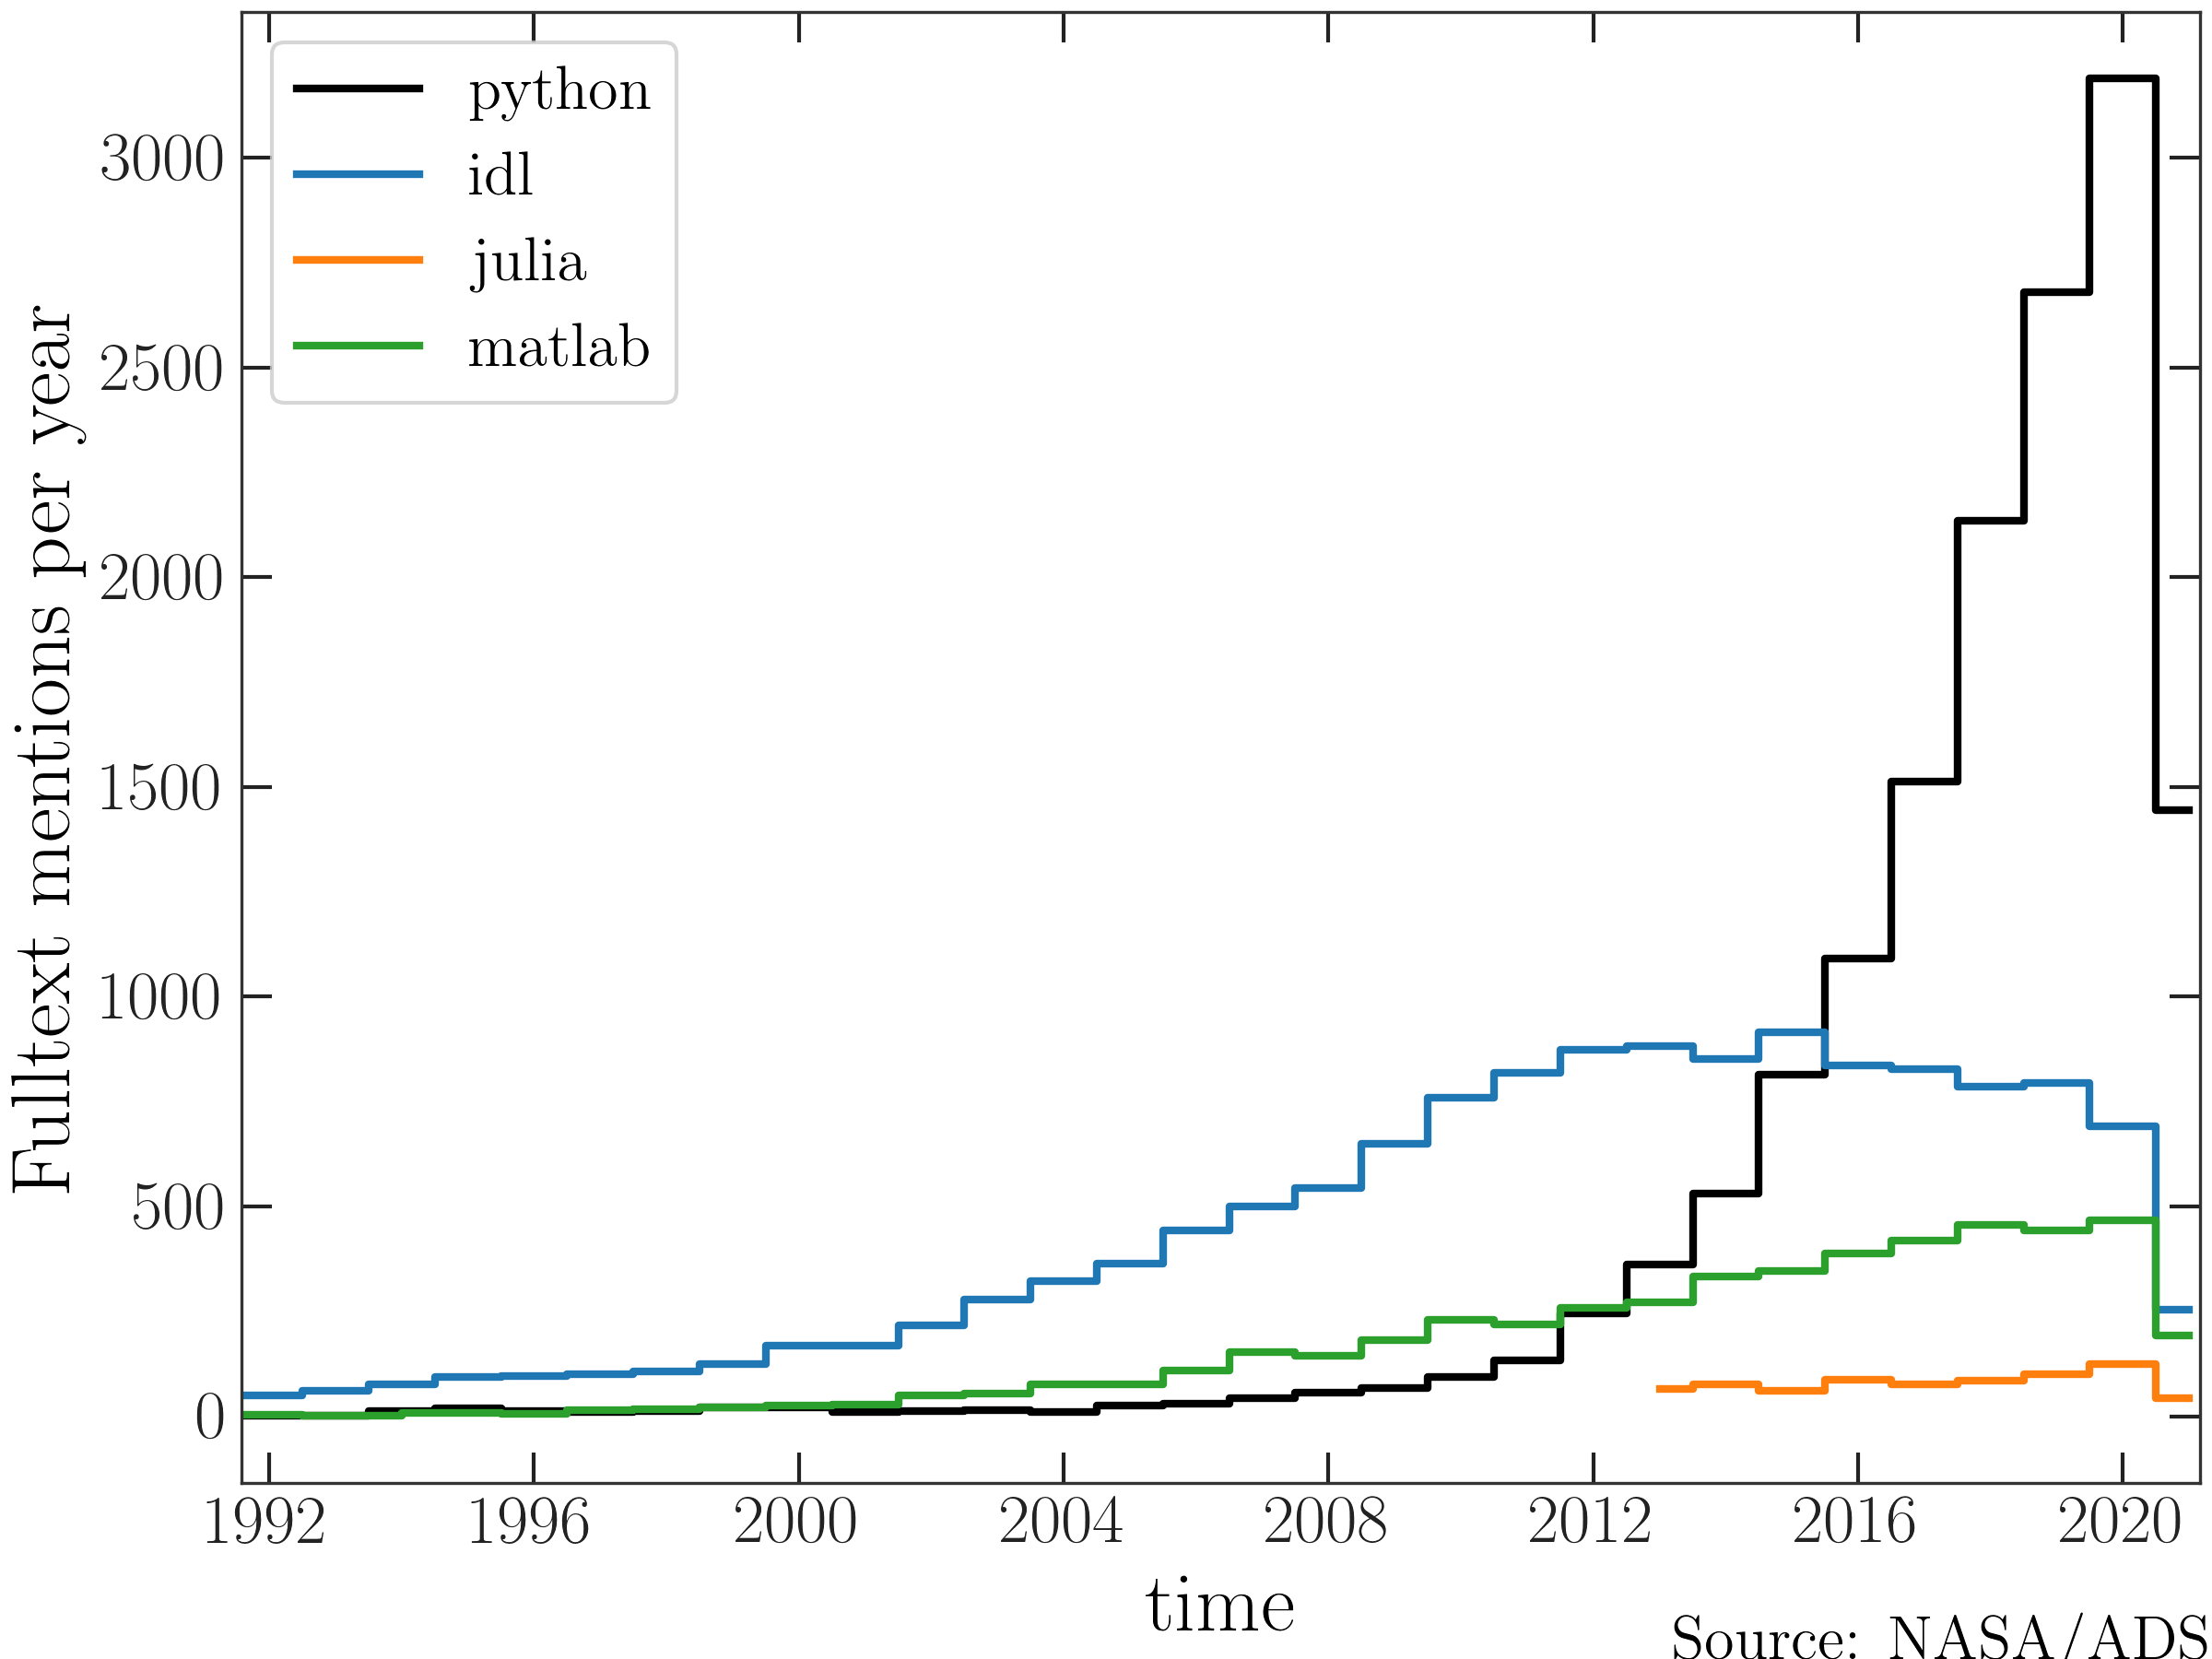 python
idl
julia
matlab
Fulltext mentions per year
3000
2500
2000
1500
1000
500
0
1992 1996 2000 2004 2008 2012 2016 2020
time
Source: NASA/ADS